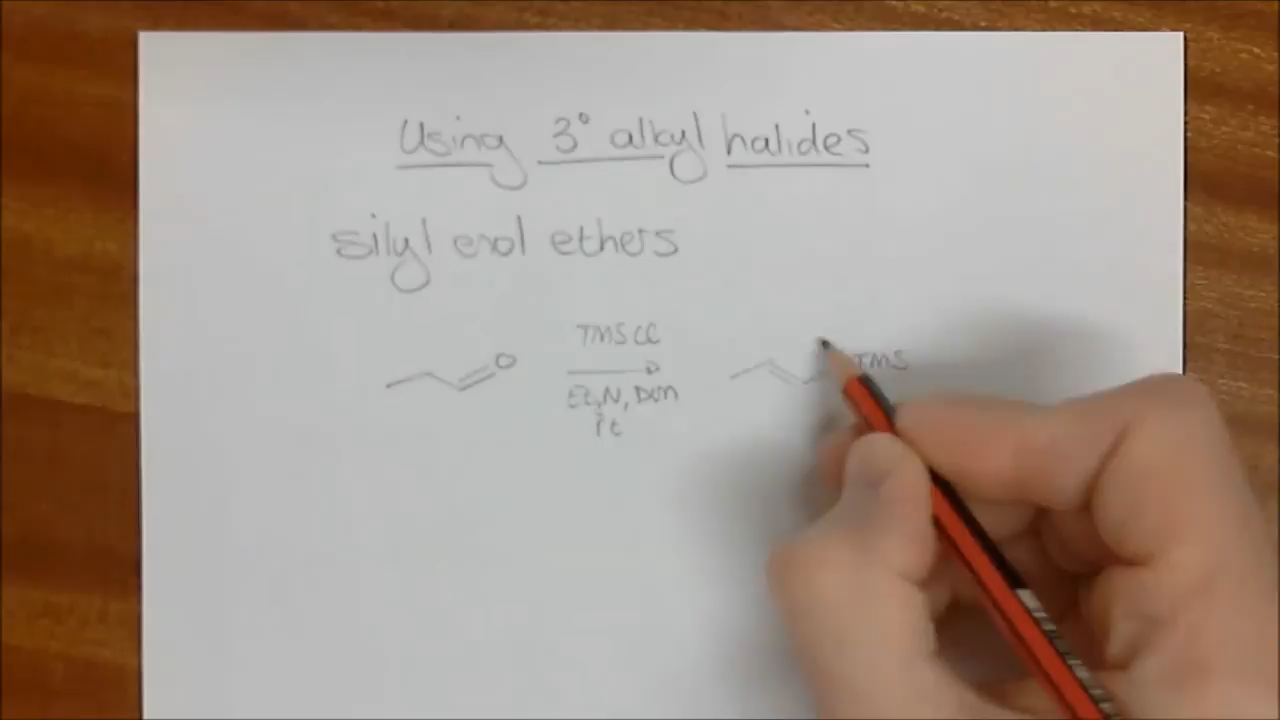 Using 3° alkyl halides
silyl enol ethers
TMSCl
O
Et₃N, DCM
rt
TMS